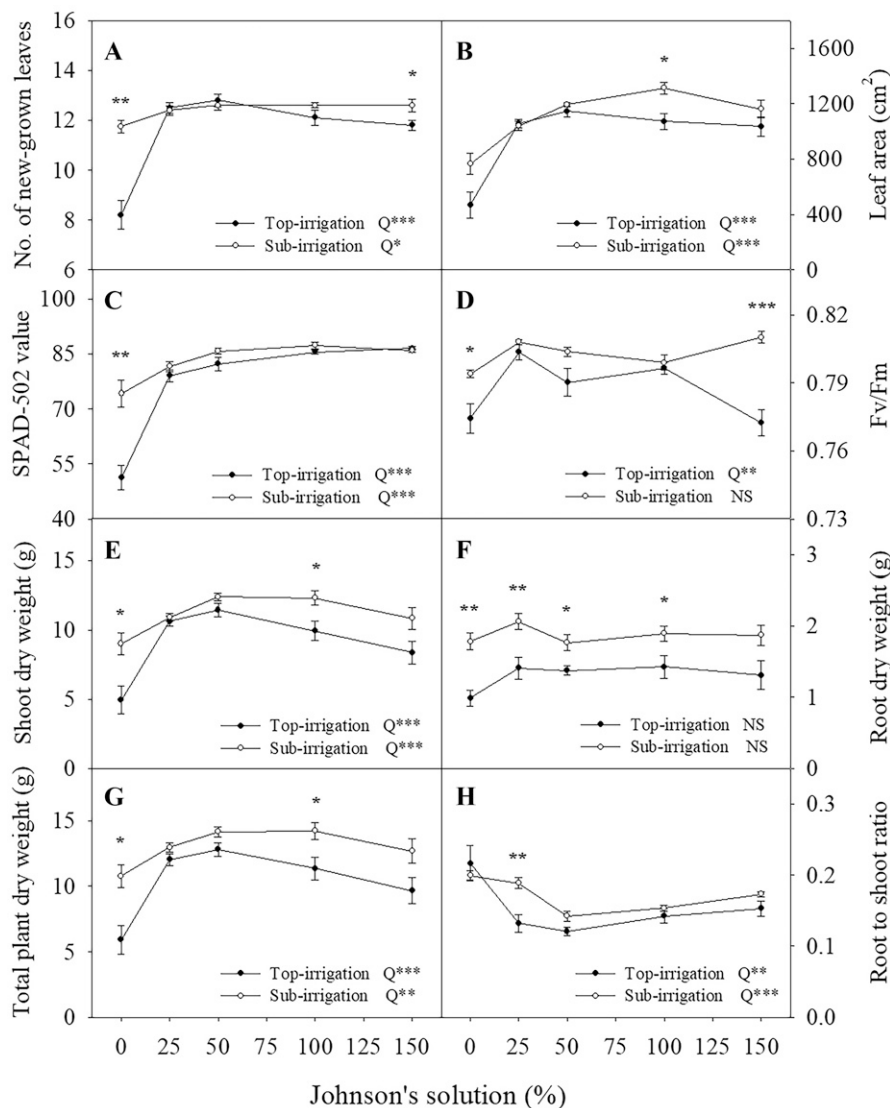 A
No. of new-grown leaves
16
14
12
10
8
6
**
*
Top-irrigation Q***
Sub-irrigation Q*
B
Leaf area (cm2)
1600
1200
800
400
0
*
Top-irrigation Q***
Sub-irrigation Q***
C
SPAD-502 value
100
85
70
55
40
**
Top-irrigation Q***
Sub-irrigation Q***
D
Fv/Fm
0.82
0.79
0.76
0.73
*
***
Top-irrigation Q**
Sub-irrigation NS
E
Shoot dry weight (g)
15
10
5
0
*
*
Top-irrigation Q***
Sub-irrigation Q***
F
Root dry weight (g)
3
2
1
0
**
**
*
*
Top-irrigation NS
Sub-irrigation NS
G
Total plant dry weight (g)
15
10
5
0
*
*
Top-irrigation Q***
Sub-irrigation Q**
H
Root to shoot ratio
0.3
0.2
0.1
0.0
**
Top-irrigation Q**
Sub-irrigation Q***
0 25 50 75 100 125 150
0 25 50 75 100 125 150
Johnson's solution (%)